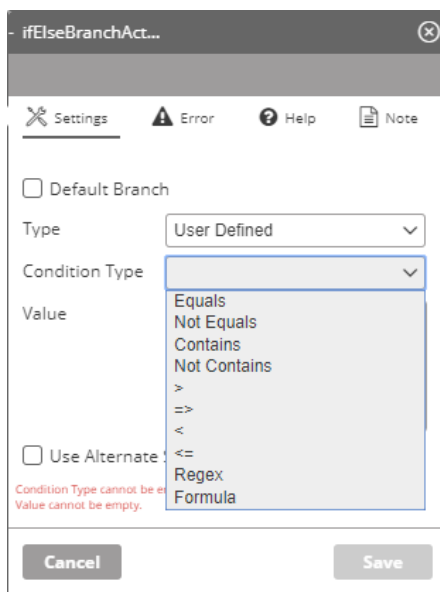 - ifElseBranchAct...
Settings
Error
Help
Note
Default Branch
Type
User Defined
Condition Type
Value
Equals
Not Equals
Contains
Not Contains
>
=>
<
<=
Regex
Formula
Use Alternate
Condition Type cannot be
Value cannot be empty.
Cancel
Save